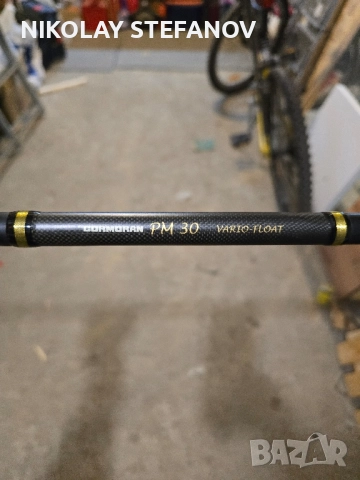 NIKOLAY STEFANOV
CORMORAN PM 30 VARIO-FLOAT
BAZAR